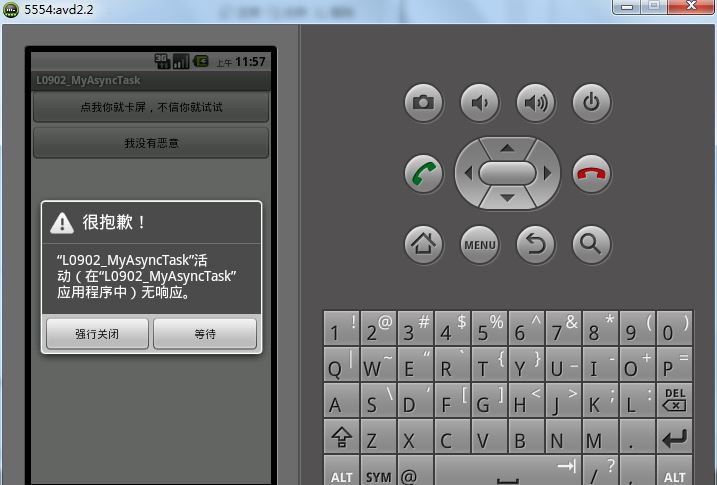 5554:avd2.2
3G
上午 11:57
L0902_MyAsyncTask
点我你就卡屏，不信你就试试
我没有恶意
很抱歉！
“L0902_MyAsyncTask”活
动（在“L0902_MyAsyncTask”
应用程序中）无响应。
强行关闭
等待
MENU
1 ! 2 @ 3 # 4 $ 5 % 6 ^ 7 & 8 * 9 ( 0 )
Q | W ~ E “ R ` T { Y } U _ I - O + P =
A S \ D ‘ F [ G ] H < J > K ; L : DEL
Z X C V B N M .
ALT SYM @ / ? , ALT